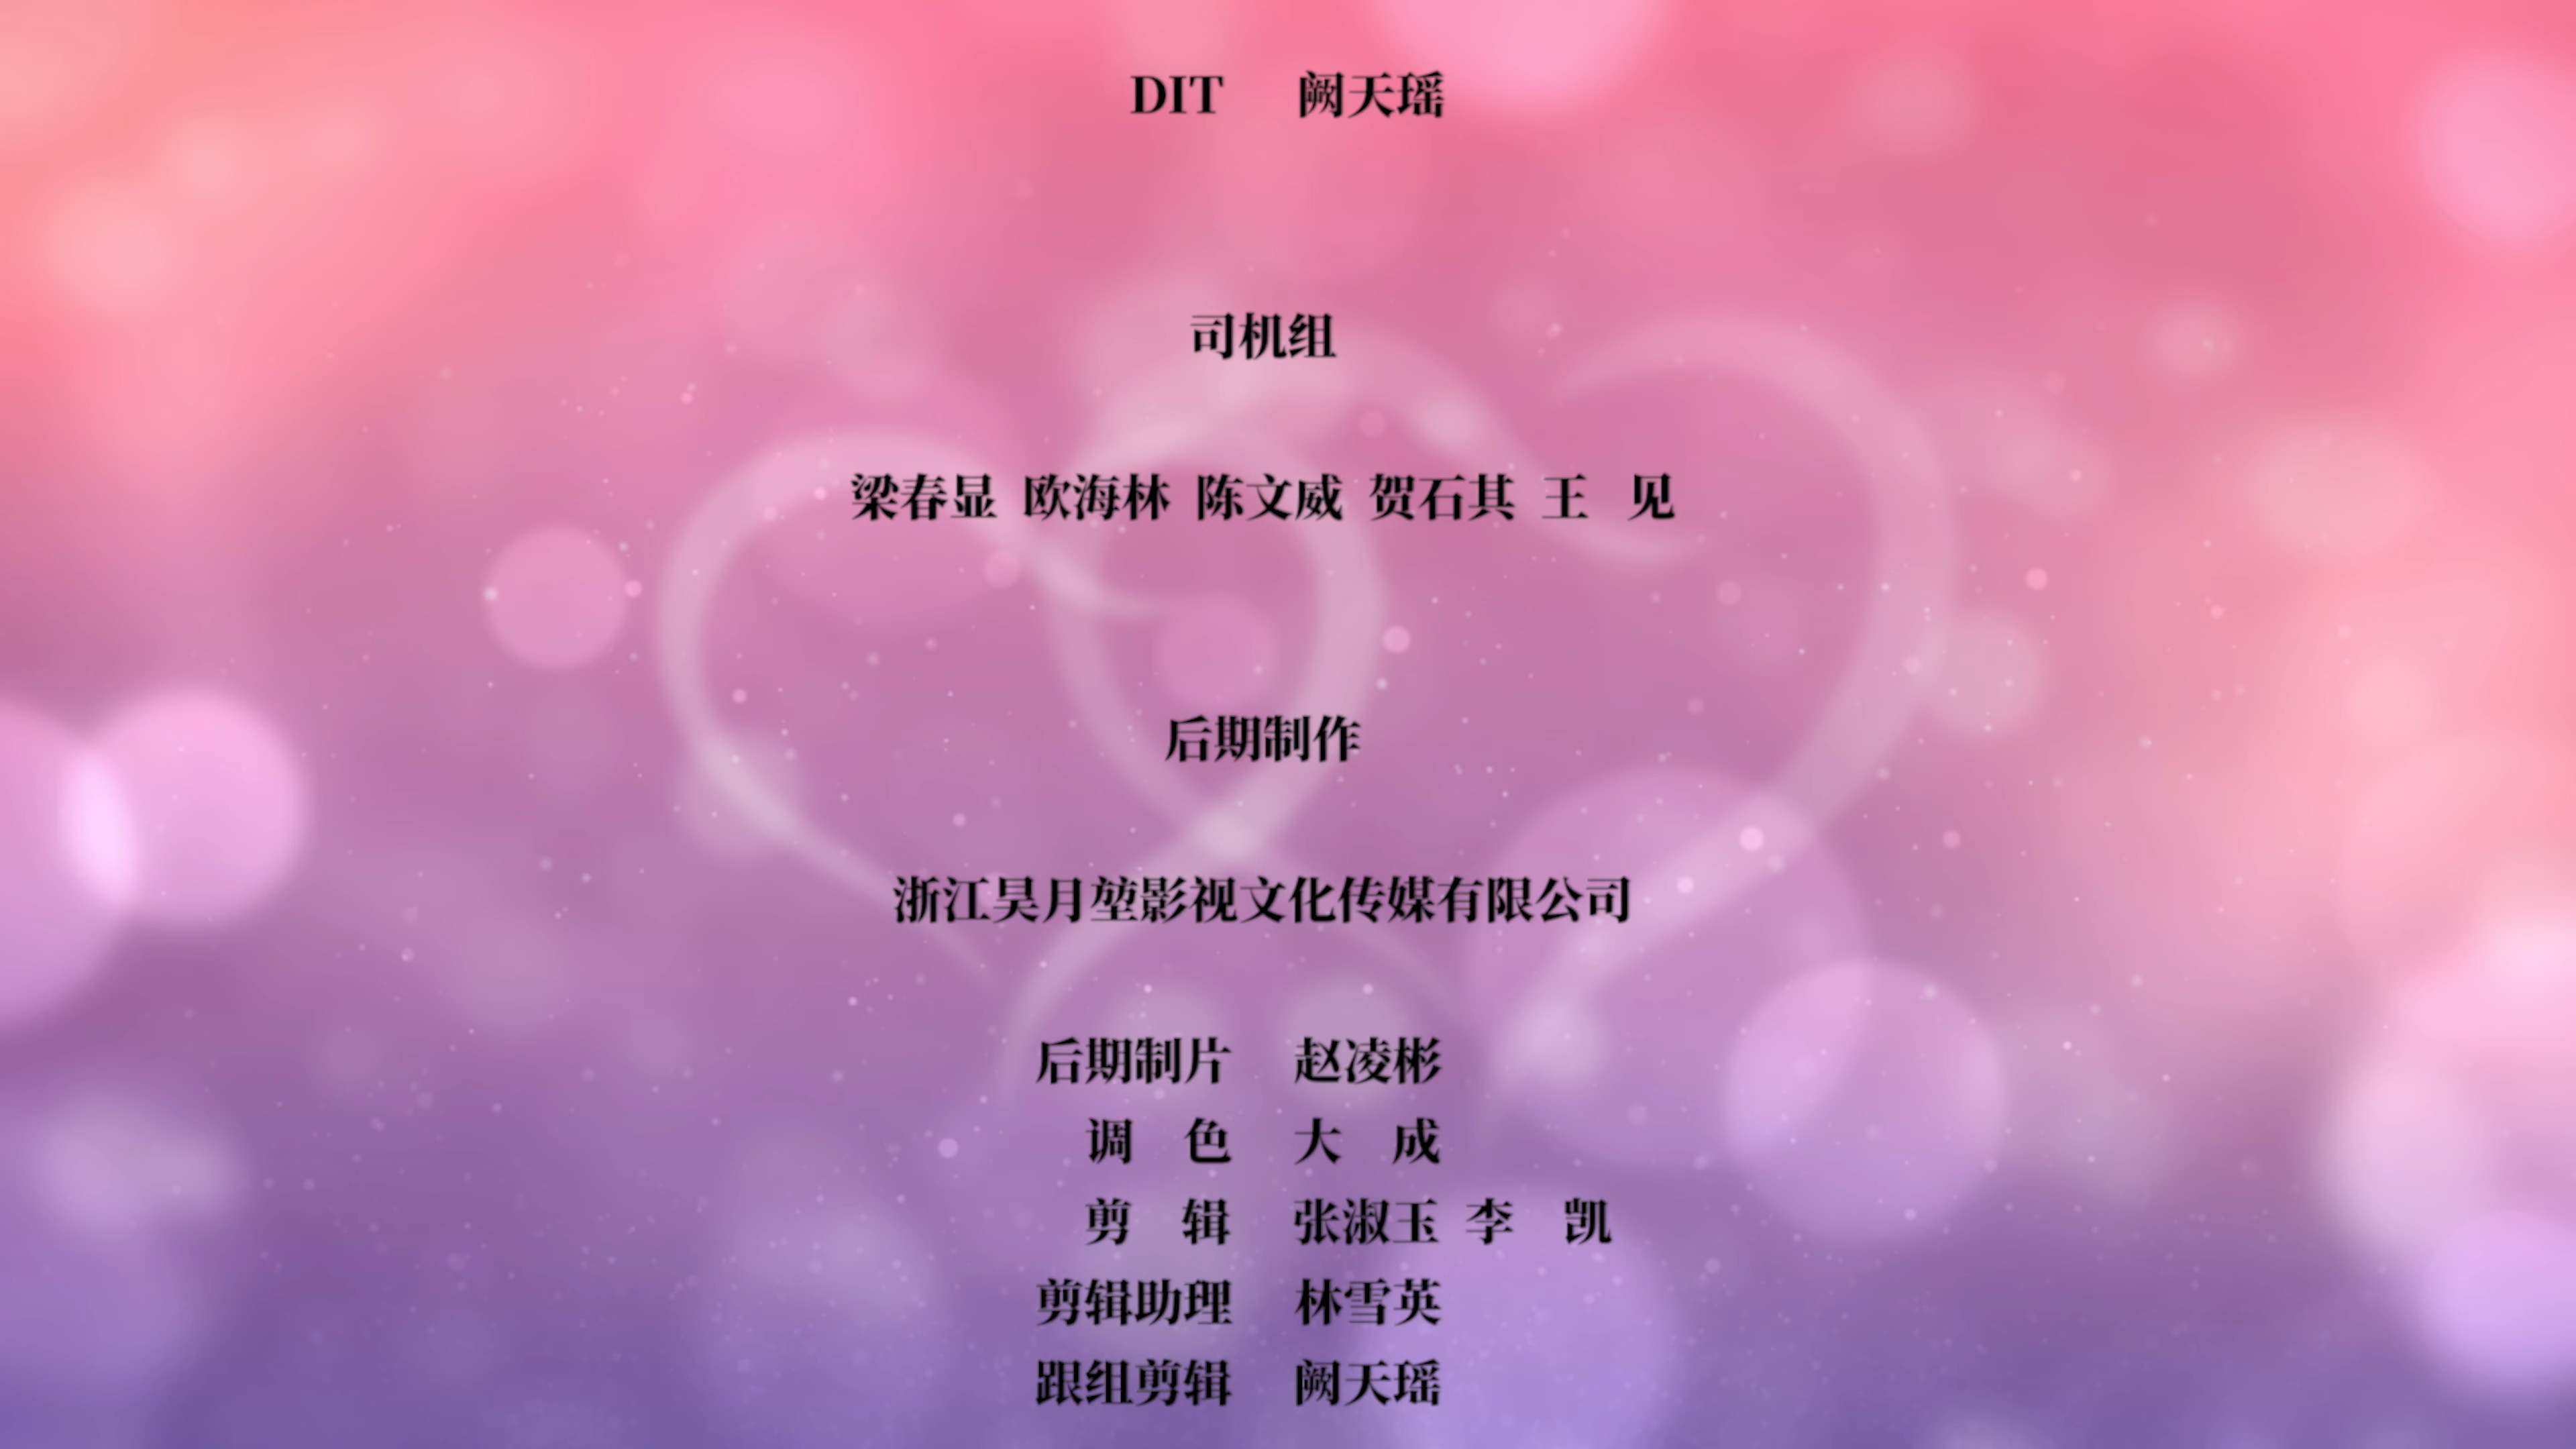 DIT 阙天瑶
司机组
梁春显 欧海林 陈文威 贺石其 王 见
后期制作
浙江昊月堃影视文化传媒有限公司
后期制片 赵凌彬
调 色 大 成
剪 辑 张淑玉 李 凯
剪辑助理 林雪英
跟组剪辑 阙天瑶